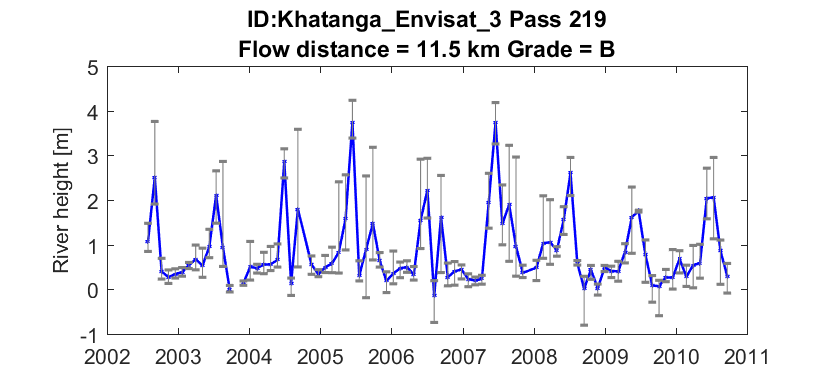 ID:Khatanga_Envisat_3 Pass 219
Flow distance = 11.5 km Grade = B
River height [m]
5
4
3
2
1
0
-1
2002 2003 2004 2005 2006 2007 2008 2009 2010 2011